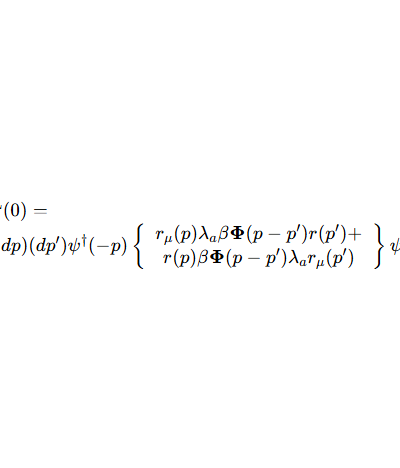 (0) =
dp)(dp′)ψ†(−p) { r_μ(p)λ_aβΦ(p − p′)r(p′)+
r(p)βΦ(p − p′)λ_ar_μ(p′) } ψ